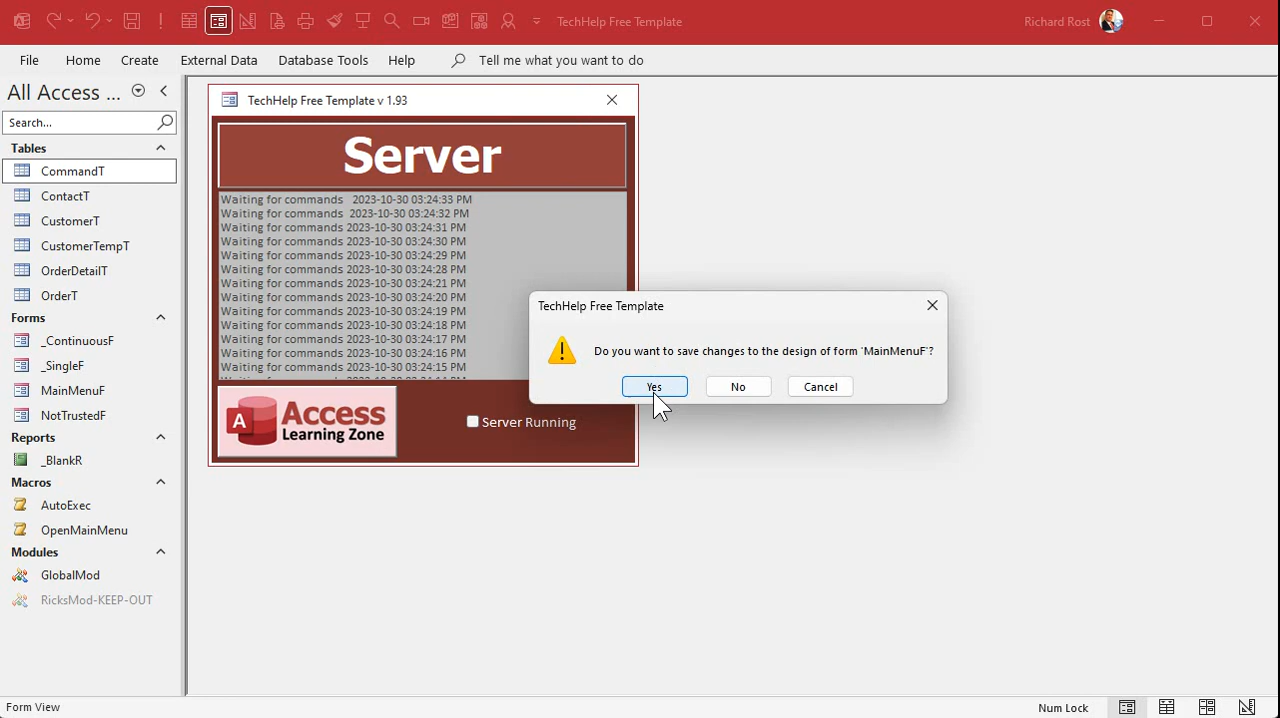 TechHelp Free Template
Richard Rost
File Home Create External Data Database Tools Help Tell me what you want to do
All Access ...
Search...
Tables
CommandT
ContactT
CustomerT
CustomerTempT
OrderDetailT
OrderT
Forms
_ContinuousF
_SingleF
MainMenuF
NotTrustedF
Reports
_BlankR
Macros
AutoExec
OpenMainMenu
Modules
GlobalMod
RicksMod-KEEP-OUT
TechHelp Free Template v 1.93
Server
Waiting for commands 2023-10-30 03:24:33 PM
Waiting for commands 2023-10-30 03:24:32 PM
Waiting for commands 2023-10-30 03:24:31 PM
Waiting for commands 2023-10-30 03:24:30 PM
Waiting for commands 2023-10-30 03:24:29 PM
Waiting for commands 2023-10-30 03:24:28 PM
Waiting for commands 2023-10-30 03:24:21 PM
Waiting for commands 2023-10-30 03:24:20 PM
Waiting for commands 2023-10-30 03:24:19 PM
Waiting for commands 2023-10-30 03:24:18 PM
Waiting for commands 2023-10-30 03:24:17 PM
Waiting for commands 2023-10-30 03:24:16 PM
Waiting for commands 2023-10-30 03:24:15 PM
A Access
Learning Zone
Server Running
TechHelp Free Template
Do you want to save changes to the design of form 'MainMenuF'?
Yes No Cancel
Form View
Num Lock